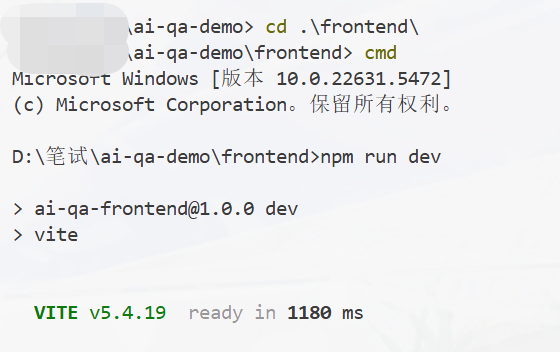 \ai-qa-demo> cd .\frontend\
\ai-qa-demo\frontend> cmd
Microsoft Windows [版本 10.0.22631.5472]
(c) Microsoft Corporation。保留所有权利。
D:\笔试\ai-qa-demo\frontend>npm run dev
> ai-qa-frontend@1.0.0 dev
> vite
VITE v5.4.19 ready in 1180 ms